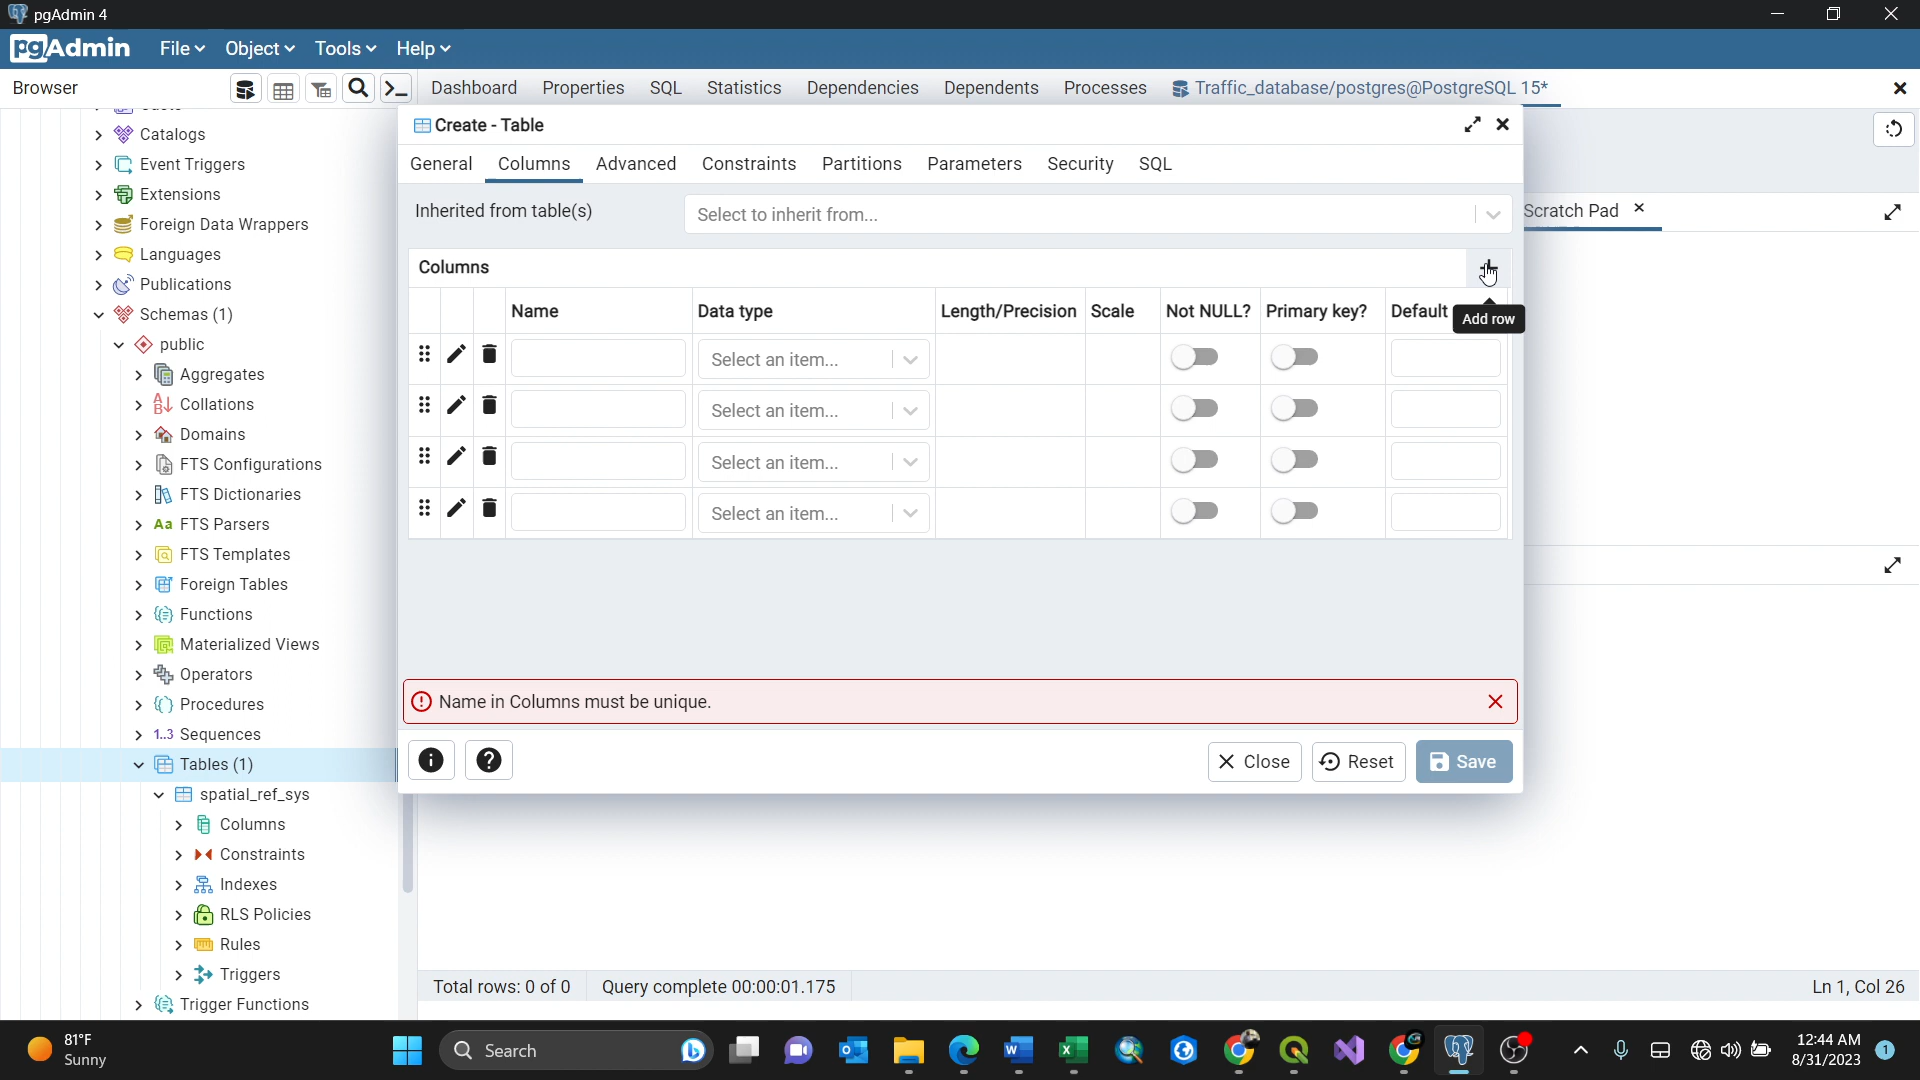 pgAdmin 4
pgAdmin File Object Tools Help
Browser
Dashboard Properties SQL Statistics Dependencies Dependents Processes Traffic_database/postgres@PostgreSQL 15*
Catalogs
Event Triggers
Extensions
Foreign Data Wrappers
Languages
Publications
Schemas (1)
public
Aggregates
Collations
Domains
FTS Configurations
FTS Dictionaries
Aa FTS Parsers
FTS Templates
Foreign Tables
Functions
Materialized Views
Operators
Procedures
1..3 Sequences
Tables (1)
spatial_ref_sys
Columns
Constraints
Indexes
RLS Policies
Rules
Triggers
Trigger Functions
Create - Table
General Columns Advanced Constraints Partitions Parameters Security SQL
Inherited from table(s) Select to inherit from...
Columns
Name Data type Length/Precision Scale Not NULL? Primary key? Default
Add row
Select an item...
Select an item...
Select an item...
Select an item...
Name in Columns must be unique.
Close Reset Save
Scratch Pad
Total rows: 0 of 0 Query complete 00:00:01.175 Ln 1, Col 26
81°F
Sunny
Search
12:44 AM
8/31/2023
1